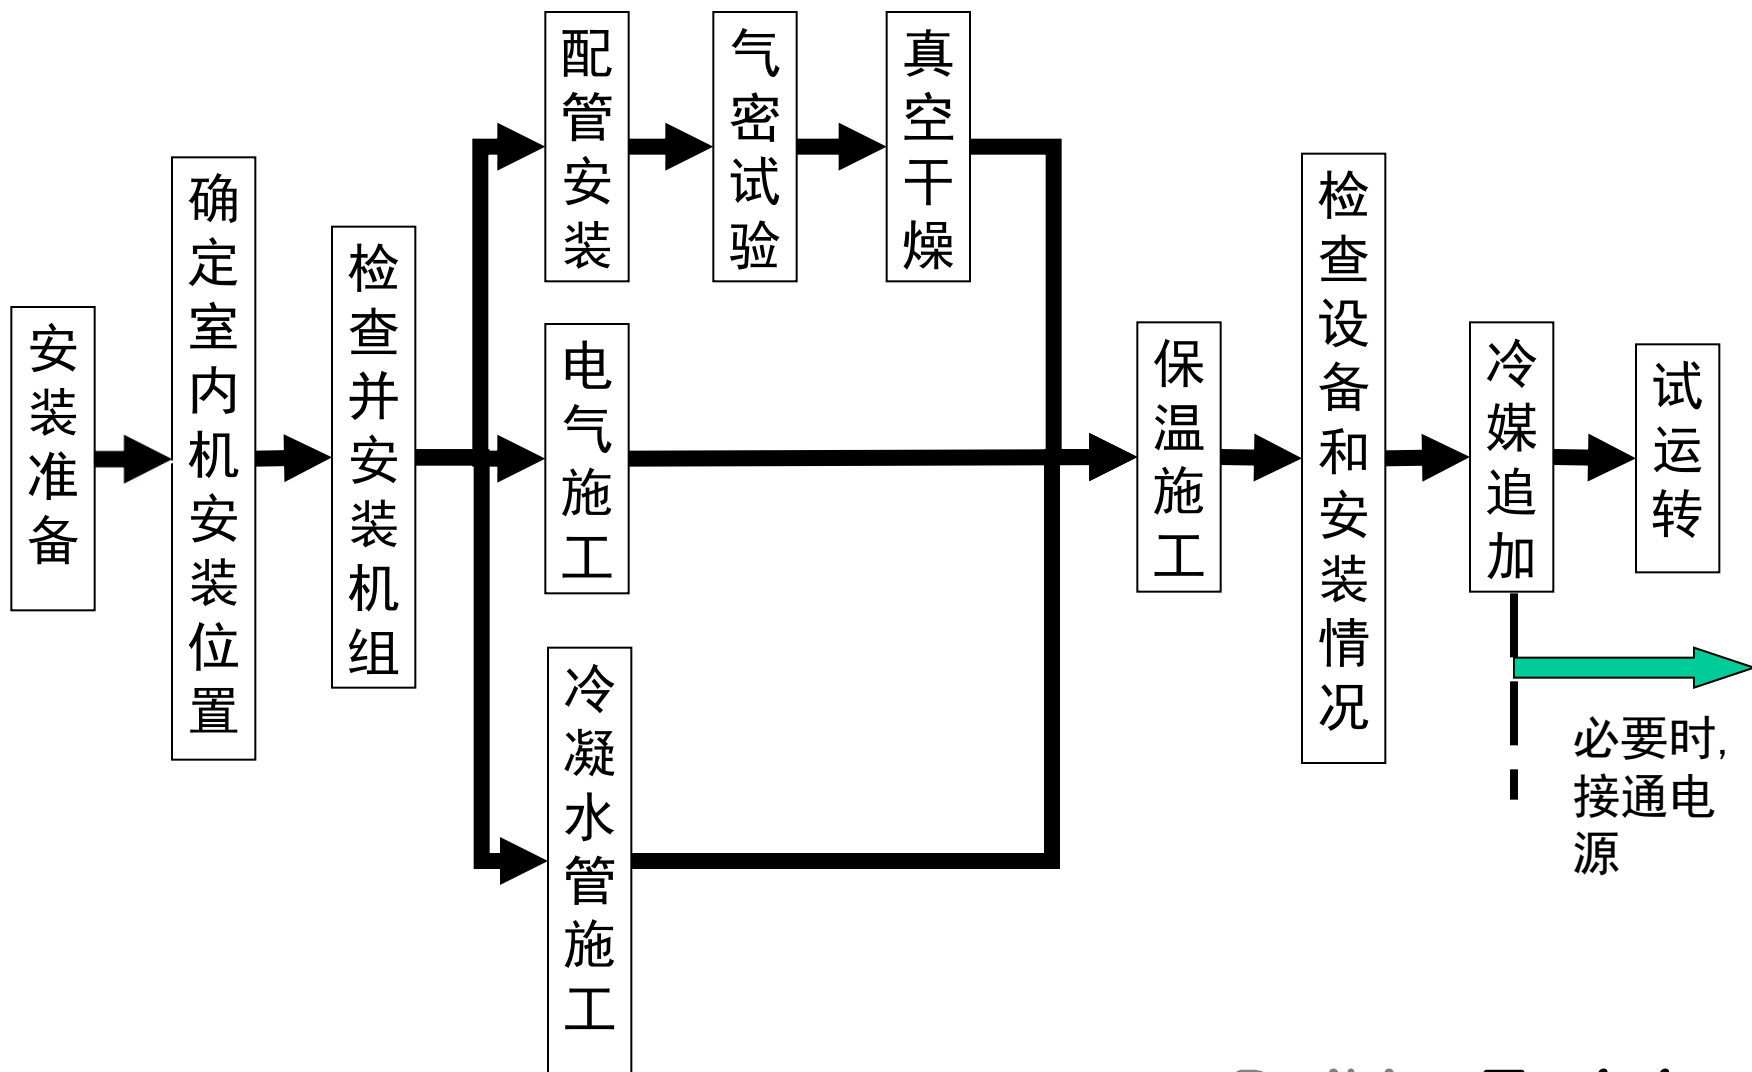 安装准备
确定室内机安装位置
检查并安装机组
配管安装
气密试验
真空干燥
电气施工
冷凝水管施工
保温施工
检查设备和安装情况
冷媒追加
试运转
必要时,
接通电
源